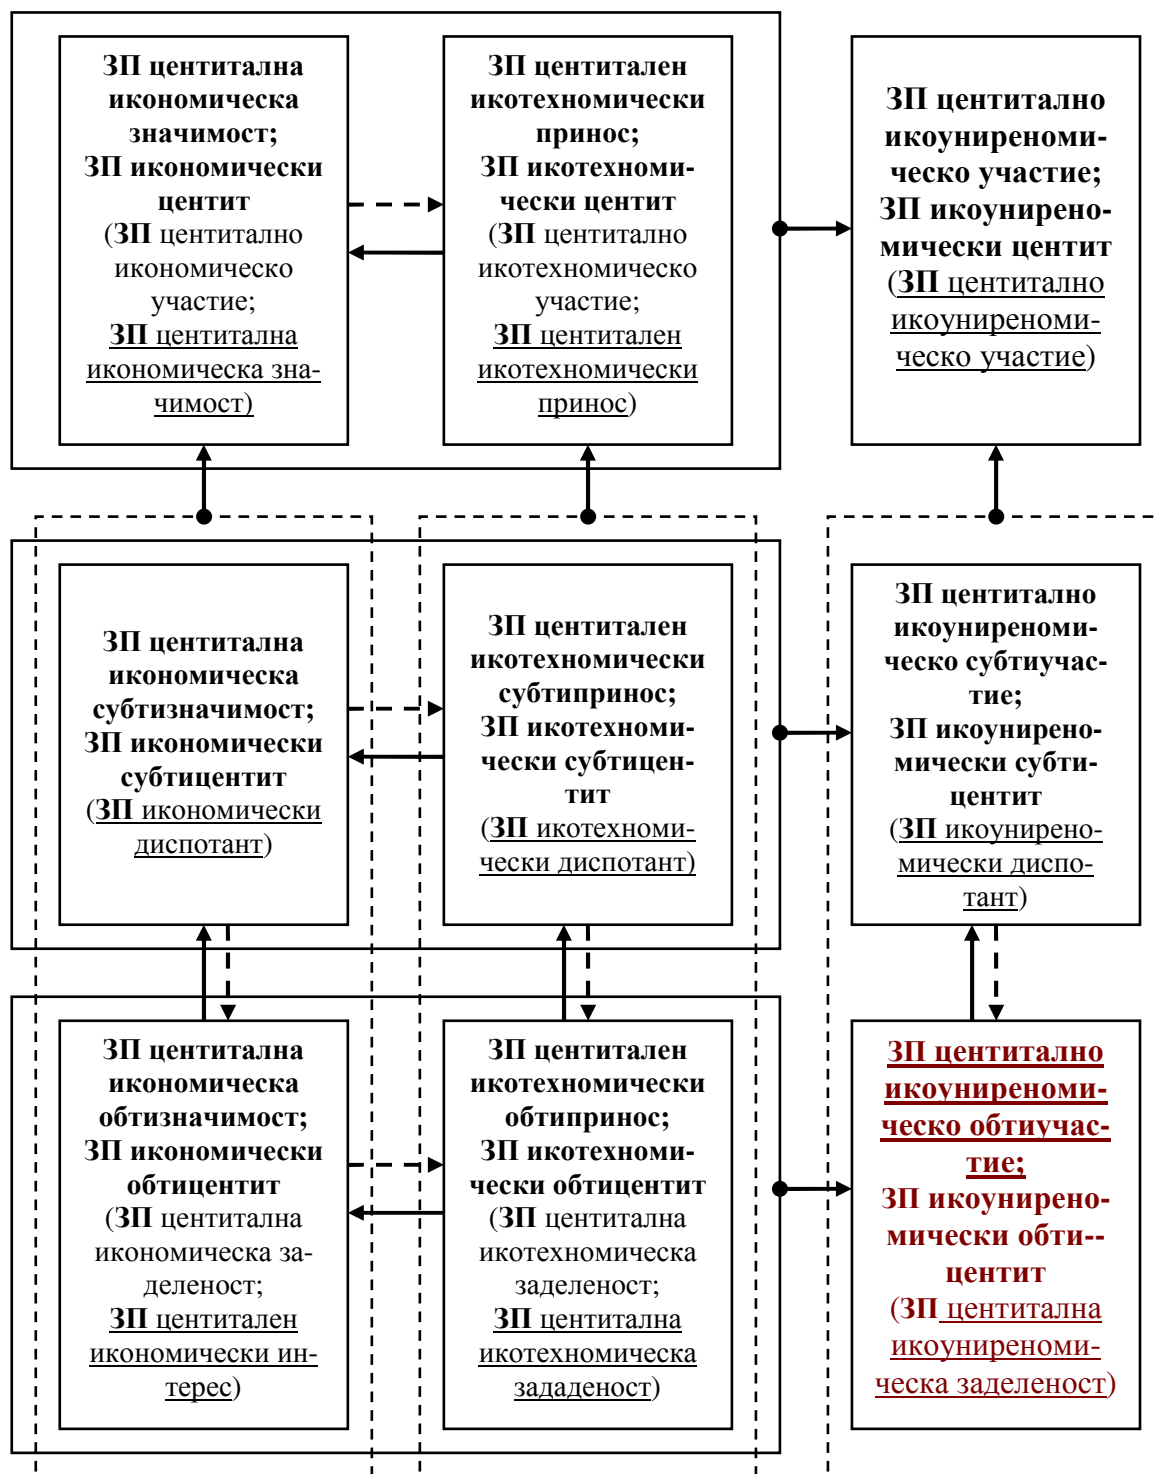 ЗП центитална
икономическа
значимост;
ЗП икономически
центит
(ЗП центитално
икономическо
участие;
ЗП центитална
икономическа зна-
чимост)
ЗП центитален
икотехномически
принос;
ЗП икотехноми-
чески центит
(ЗП центитално
икотехномическо
участие;
ЗП центитален
икотехномически
принос)
ЗП центитално
икоуниреноми-
ческо участие;
ЗП икоунирено-
мически центит
(ЗП центитално
икоуниреноми-
ческо участие)
ЗП центитална
икономическа
субтизначимост;
ЗП икономически
субтицентит
(ЗП икономически
диспотант)
ЗП центитален
икотехномически
субтипринос;
ЗП икотехноми-
чески субтицен-
тит
(ЗП икотехноми-
чески диспотант)
ЗП центитално
икоуниреноми-
ческо субтиучас-
тие;
ЗП икоунирено-
мически субти-
центит
(ЗП икоунирено-
мически диспо-
тант)
ЗП центитална
икономическа
обтизначимост;
ЗП икономически
обтицентит
(ЗП центитална
икономическа за-
деленост;
ЗП центитален
икономически ин-
терес)
ЗП центитален
икотехномически
обтипринос;
ЗП икотехноми-
чески обтицентит
(ЗП центитална
икотехномическа
заделеност;
ЗП центитална
икотехномическа
зададеност)
ЗП центитално
икоуниреноми-
ческо обтиучас-
тие;
ЗП икоунирено-
мически обти--
центит
(ЗП центитална
икоуниреноми-
ческа заделеност)